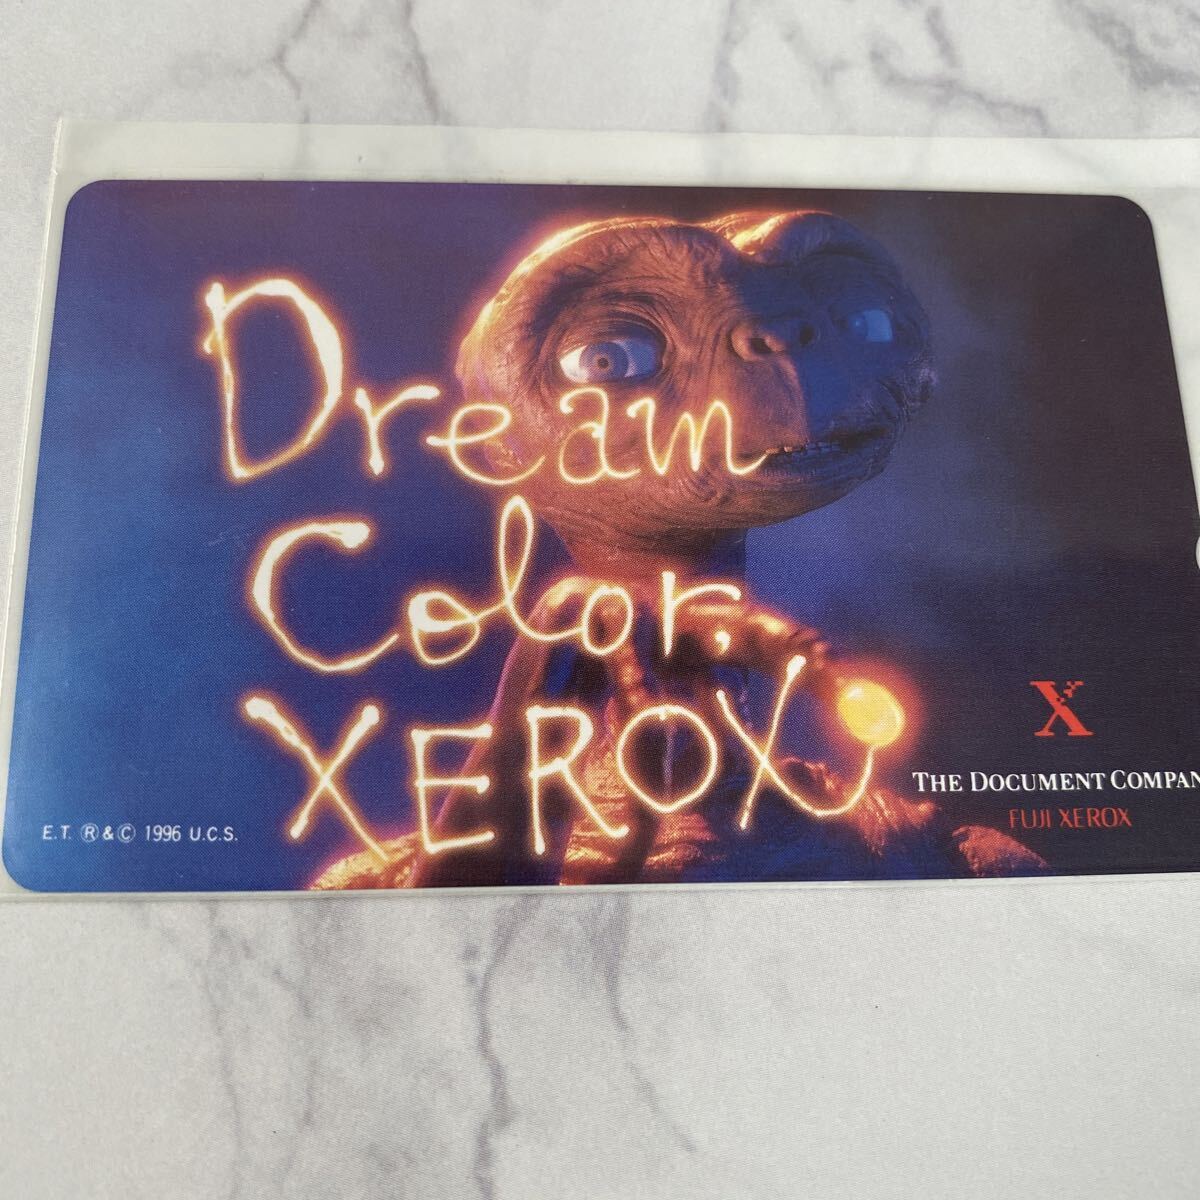 Dream
Color,
XEROX
X
THE DOCUMENT COMPAN
FUJI XEROX
E.T. ® & © 1996 U.C.S.